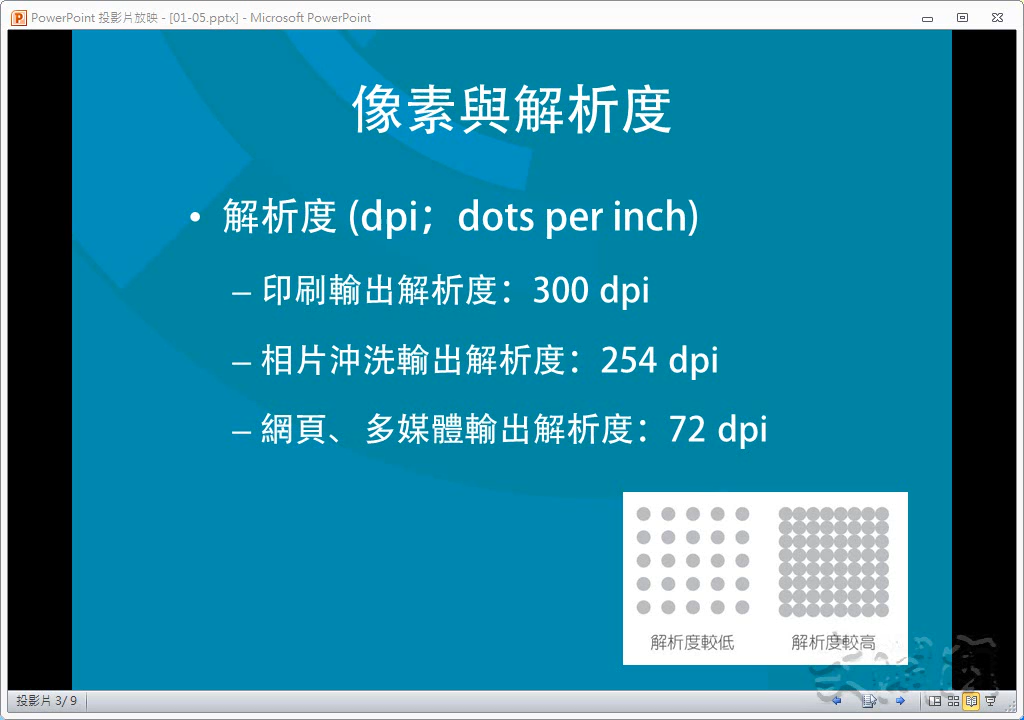 PowerPoint 投影片放映 - [01-05.pptx] - Microsoft PowerPoint
像素與解析度
• 解析度 (dpi；dots per inch)
– 印刷輸出解析度：300 dpi
– 相片沖洗輸出解析度：254 dpi
– 網頁、多媒體輸出解析度：72 dpi
解析度較低 解析度較高
投影片 3/ 9